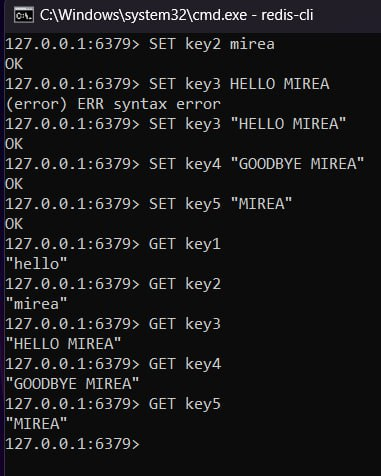 C:\Windows\system32\cmd.exe - redis-cli
127.0.0.1:6379> SET key2 mirea
OK
127.0.0.1:6379> SET key3 HELLO MIREA
(error) ERR syntax error
127.0.0.1:6379> SET key3 "HELLO MIREA"
OK
127.0.0.1:6379> SET key4 "GOODBYE MIREA"
OK
127.0.0.1:6379> SET key5 "MIREA"
OK
127.0.0.1:6379> GET key1
"hello"
127.0.0.1:6379> GET key2
"mirea"
127.0.0.1:6379> GET key3
"HELLO MIREA"
127.0.0.1:6379> GET key4
"GOODBYE MIREA"
127.0.0.1:6379> GET key5
"MIREA"
127.0.0.1:6379>